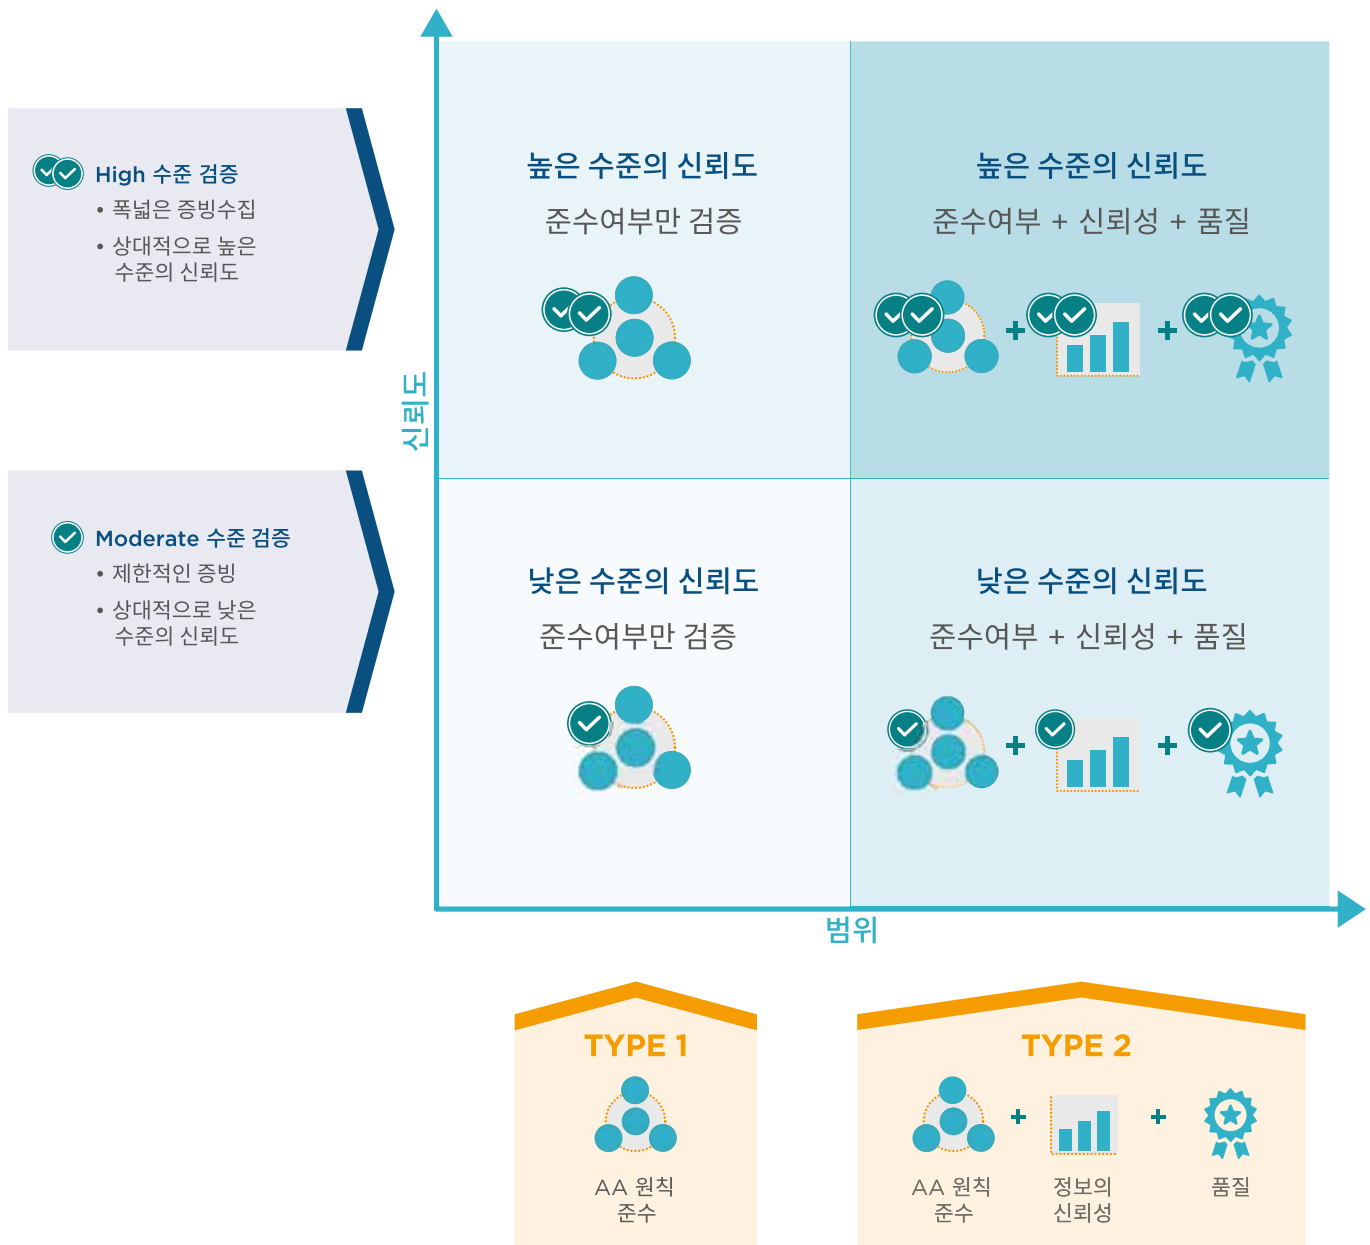 High 수준 검증
• 폭넓은 증빙수집
• 상대적으로 높은
수준의 신뢰도
Moderate 수준 검증
• 제한적인 증빙
• 상대적으로 낮은
수준의 신뢰도
신뢰도
높은 수준의 신뢰도
준수여부만 검증
높은 수준의 신뢰도
준수여부 + 신뢰성 + 품질
+
+
낮은 수준의 신뢰도
준수여부만 검증
낮은 수준의 신뢰도
준수여부 + 신뢰성 + 품질
+
+
범위
TYPE 1
AA 원칙
준수
TYPE 2
+
+
AA 원칙
준수
정보의
신뢰성
품질